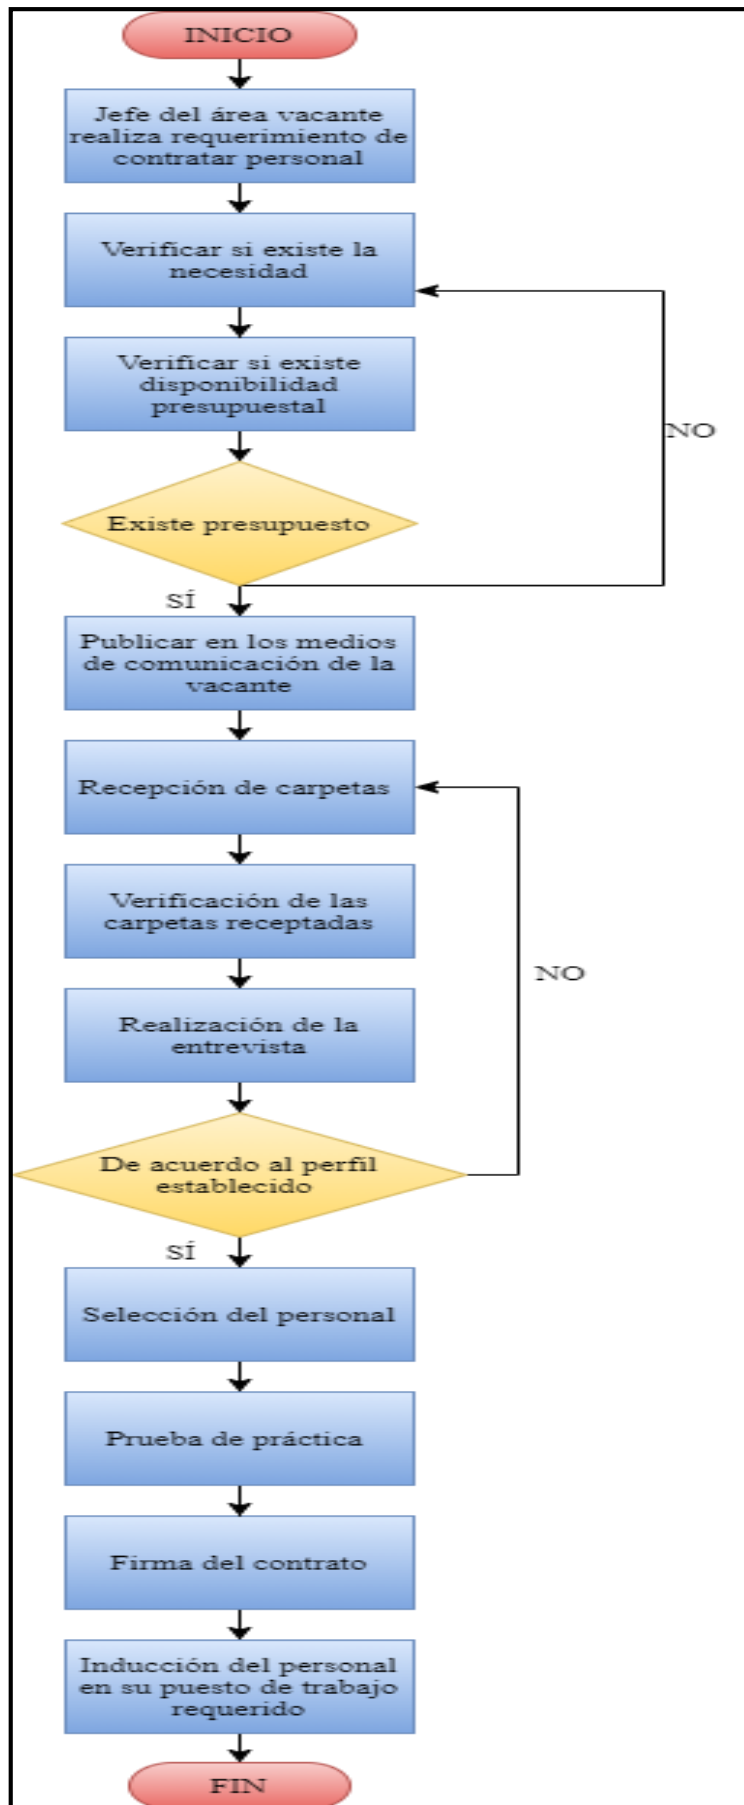 INICIO
Jefe del área vacante
realiza requerimiento de
contratar personal
Verificar si existe la
necesidad
Verificar si existe
disponibilidad
presupuestal
NO
Existe presupuesto
SÍ
Publicar en los medios
de comunicación de la
vacante
Recepción de carpetas
Verificación de las
carpetas receptadas
NO
Realización de la
entrevista
De acuerdo al perfil
establecido
SÍ
Selección del personal
Prueba de práctica
Firma del contrato
Inducción del personal
en su puesto de trabajo
requerido
FIN